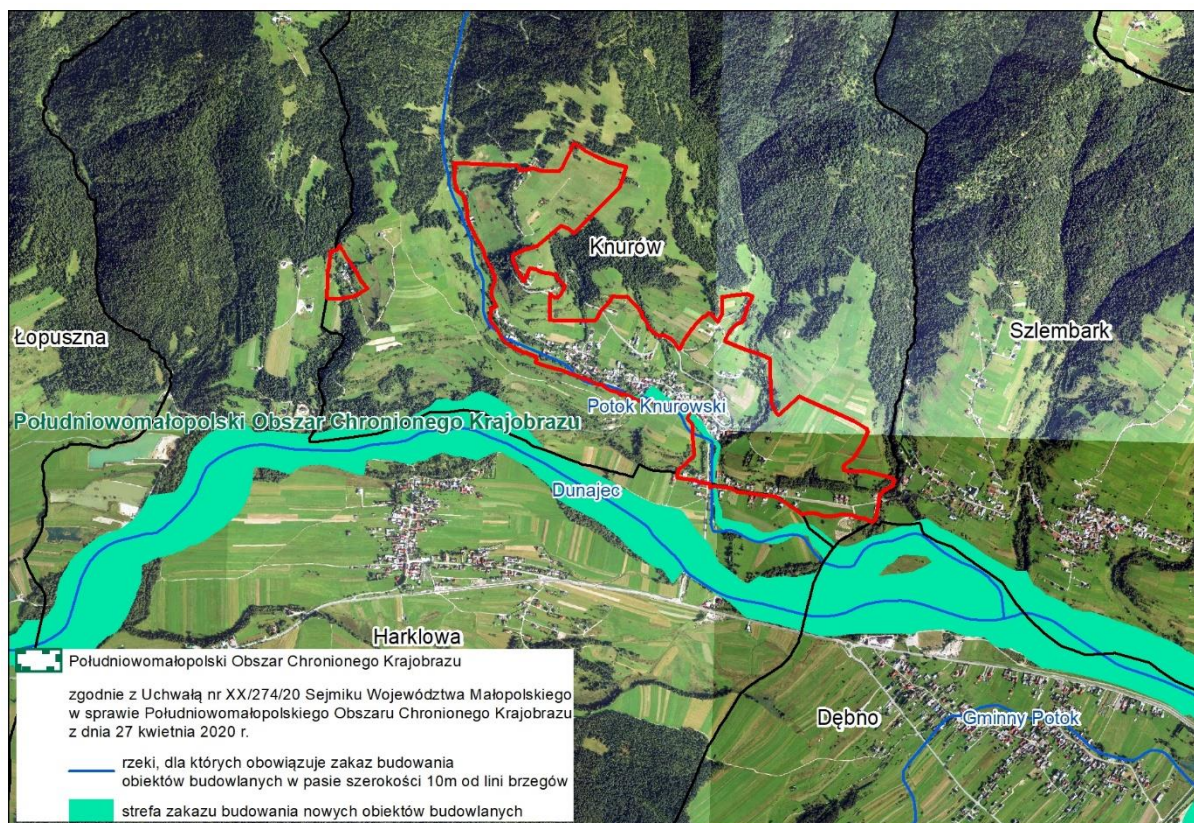 Knurów
Szlembark
Łopuszna
Potok Knurowski
Południowomałopolski Obszar Chronionego Krajobrazu
Dunajec
Harklowa
Dębno
Gminny Potok
Południowomałopolski Obszar Chronionego Krajobrazu
zgodnie z Uchwałą nr XX/274/20 Sejmiku Województwa Małopolskiego
w sprawie Południowomałopolskiego Obszaru Chronionego Krajobrazu
z dnia 27 kwietnia 2020 r.
rzeki, dla których obowiązuje zakaz budowania
obiektów budowlanych w pasie szerokości 10m od lini brzegów
strefa zakazu budowania nowych obiektów budowlanych